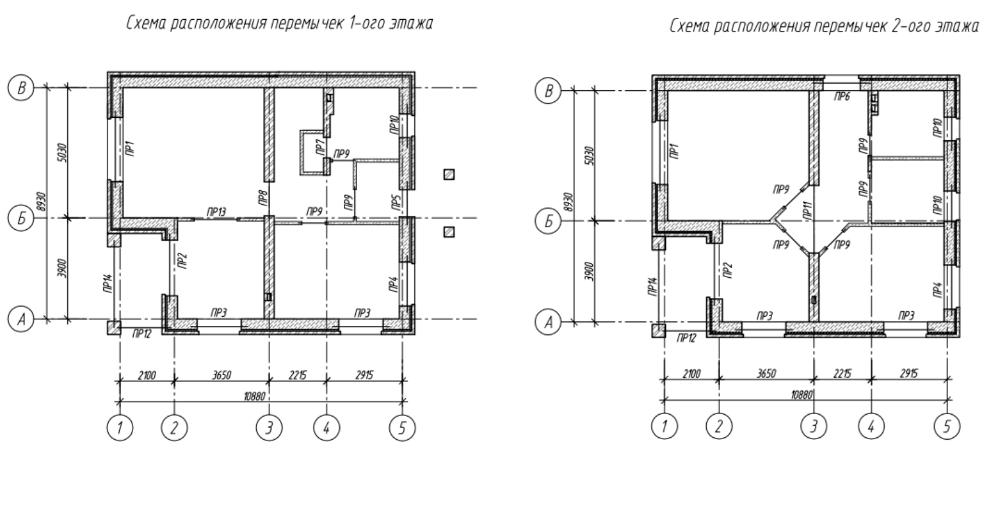 Схема расположения перемычек 1-ого этажа
В
Б
А
5030
3900
8930
ПР1
ПР8
ПР7
ПР10
ПР9
ПР9
ПР5
ПР13
ПР9
ПР2
ПР14
ПР4
ПР3
ПР3
ПР12
2100
3650
2215
2915
10880
1
2
3
4
5
Схема расположения перемычек 2-ого этажа
В
Б
А
5030
3900
8930
ПР6
ПР1
ПР10
ПР9
ПР9
ПР9
ПР11
ПР10
ПР9
ПР9
ПР2
ПР14
ПР4
ПР3
ПР3
ПР12
2100
3650
2215
2915
10880
1
2
3
4
5